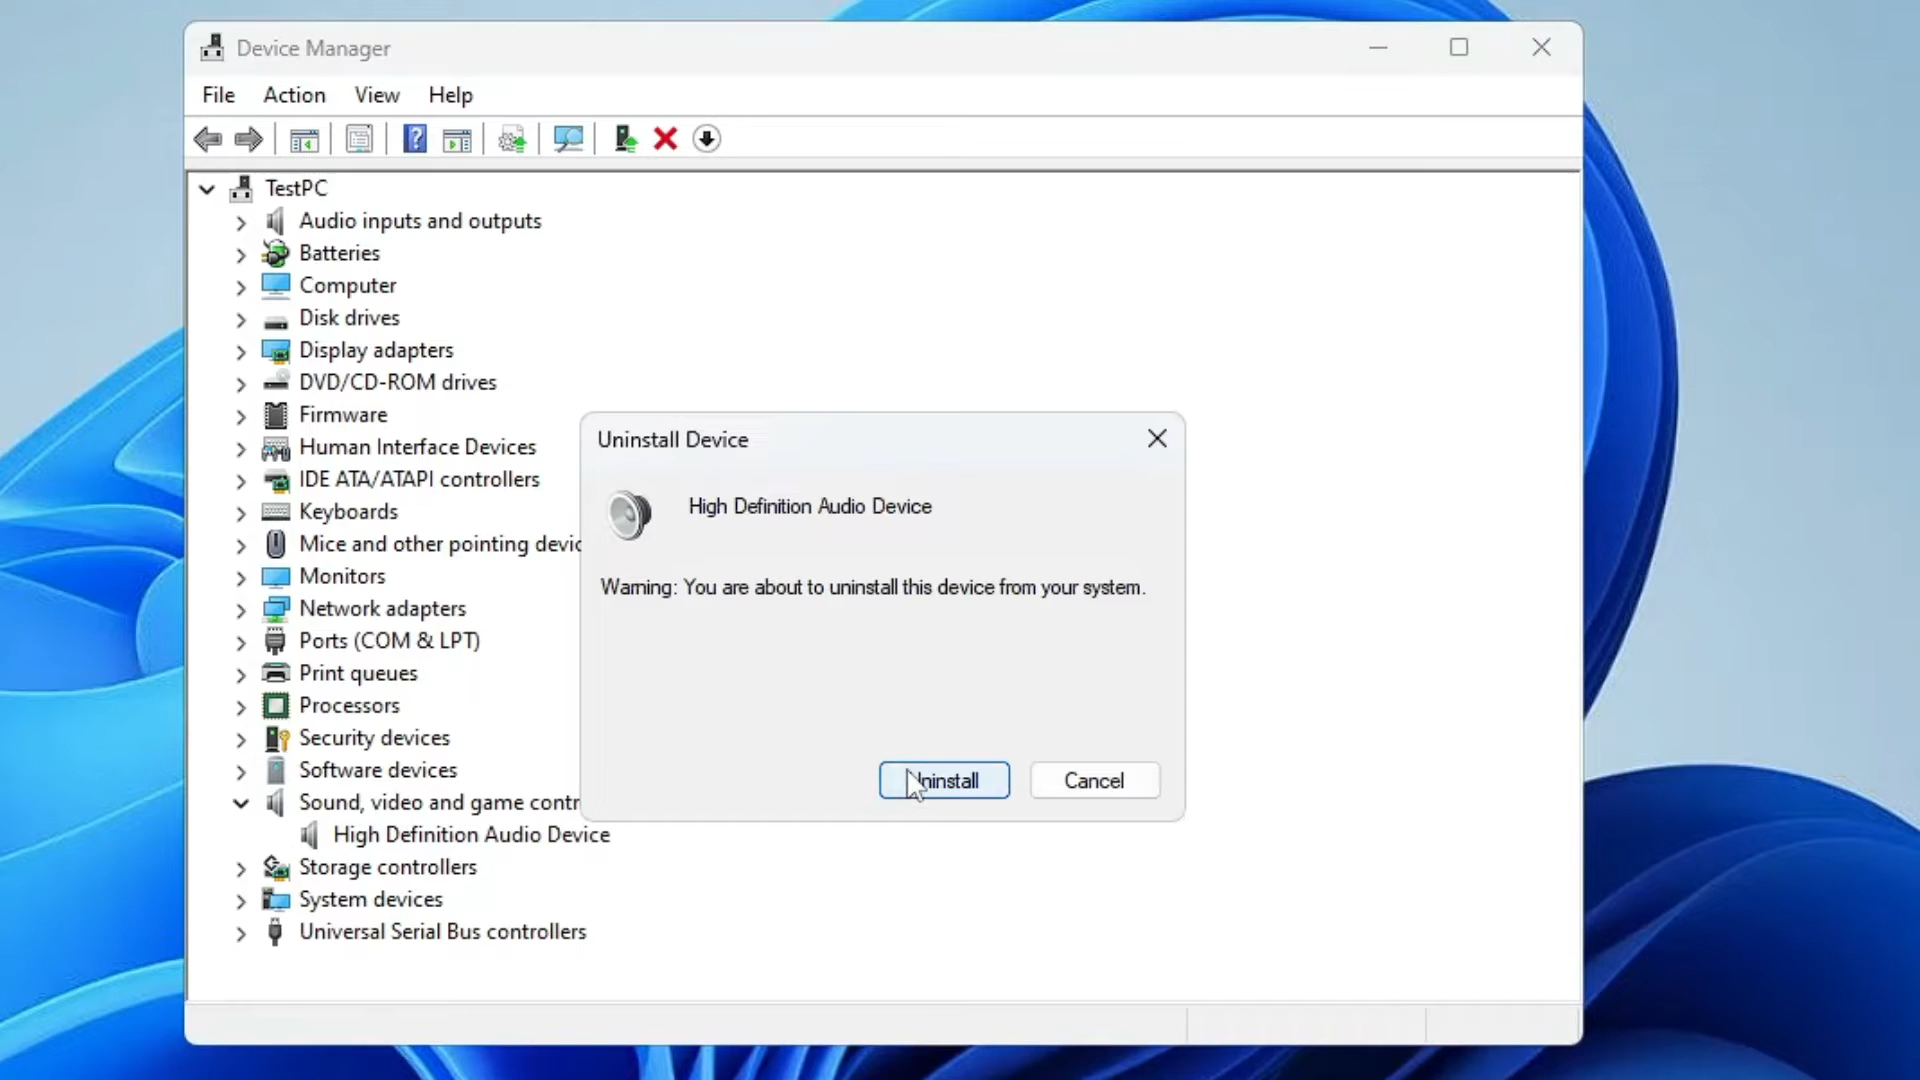 Device Manager
File Action View Help
TestPC
Audio inputs and outputs
Batteries
Computer
Disk drives
Display adapters
DVD/CD-ROM drives
Firmware
Human Interface Devices
IDE ATA/ATAPI controllers
Keyboards
Mice and other pointing devic
Monitors
Network adapters
Ports (COM & LPT)
Print queues
Processors
Security devices
Software devices
Sound, video and game contr
High Definition Audio Device
Storage controllers
System devices
Universal Serial Bus controllers
Uninstall Device
High Definition Audio Device
Warning: You are about to uninstall this device from your system.
Uninstall Cancel